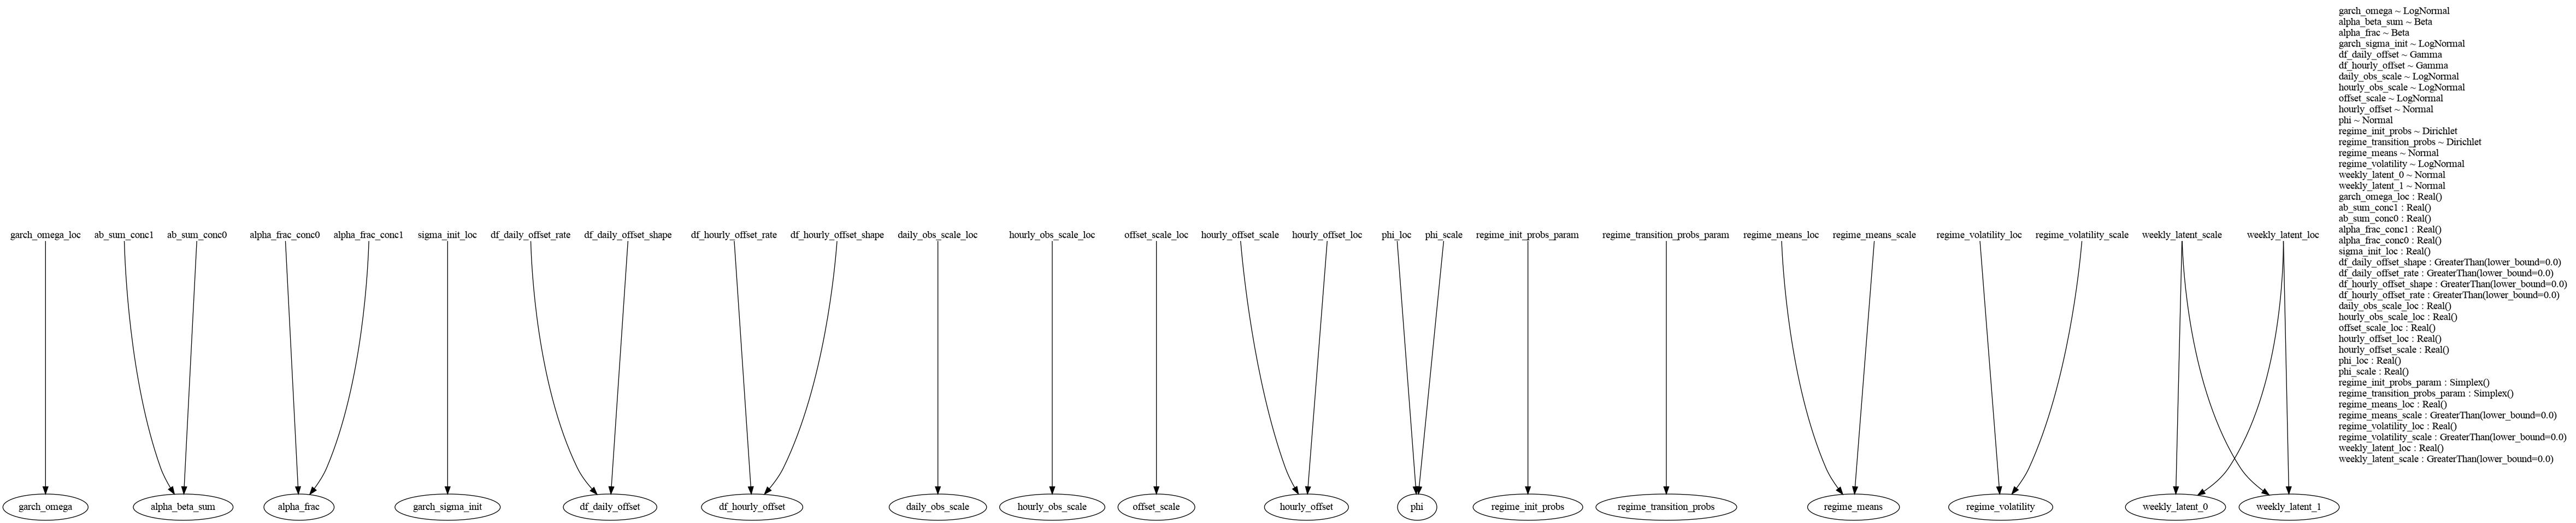 garch_omega ~ LogNormal
alpha_beta_sum ~ Beta
alpha_frac ~ Beta
garch_sigma_init ~ LogNormal
df_daily_offset ~ Gamma
df_hourly_offset ~ Gamma
daily_obs_scale ~ LogNormal
hourly_obs_scale ~ LogNormal
offset_scale ~ LogNormal
hourly_offset ~ Normal
phi ~ Normal
regime_init_probs ~ Dirichlet
regime_transition_probs ~ Dirichlet
regime_means ~ Normal
regime_volatility ~ LogNormal
weekly_latent_0 ~ Normal
weekly_latent_1 ~ Normal
garch_omega_loc : Real()
ab_sum_conc1 : Real()
ab_sum_conc0 : Real()
alpha_frac_conc1 : Real()
alpha_frac_conc0 : Real()
sigma_init_loc : Real()
df_daily_offset_shape : GreaterThan(lower_bound=0.0)
df_daily_offset_rate : GreaterThan(lower_bound=0.0)
df_hourly_offset_shape : GreaterThan(lower_bound=0.0)
df_hourly_offset_rate : GreaterThan(lower_bound=0.0)
daily_obs_scale_loc : Real()
hourly_obs_scale_loc : Real()
offset_scale_loc : Real()
hourly_offset_loc : Real()
hourly_offset_scale : Real()
phi_loc : Real()
phi_scale : Real()
regime_init_probs_param : Simplex()
regime_transition_probs_param : Simplex()
regime_means_loc : Real()
regime_means_scale : GreaterThan(lower_bound=0.0)
regime_volatility_loc : Real()
regime_volatility_scale : GreaterThan(lower_bound=0.0)
weekly_latent_loc : Real()
weekly_latent_scale : GreaterThan(lower_bound=0.0)
garch_omega_loc
ab_sum_conc1
ab_sum_conc0
alpha_frac_conc0
alpha_frac_conc1
sigma_init_loc
df_daily_offset_rate
df_daily_offset_shape
df_hourly_offset_rate
df_hourly_offset_shape
daily_obs_scale_loc
hourly_obs_scale_loc
offset_scale_loc
hourly_offset_scale
hourly_offset_loc
phi_loc
phi_scale
regime_init_probs_param
regime_transition_probs_param
regime_means_loc
regime_means_scale
regime_volatility_loc
regime_volatility_scale
weekly_latent_scale
weekly_latent_loc
garch_omega
alpha_beta_sum
alpha_frac
garch_sigma_init
df_daily_offset
df_hourly_offset
daily_obs_scale
hourly_obs_scale
offset_scale
hourly_offset
phi
regime_init_probs
regime_transition_probs
regime_means
regime_volatility
weekly_latent_0
weekly_latent_1